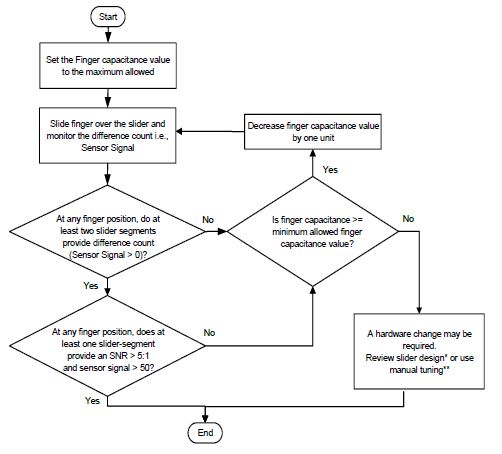 Start
Set the Finger capacitance value
to the maximum allowed
Slide finger over the slider and
monitor the difference count i.e.,
Sensor Signal
Decrease finger capacitance value
by one unit
Yes
At any finger position, do at
least two slider segments
provide difference count
(Sensor Signal > 0)?
No
Is finger capacitance >=
minimum allowed finger
capacitance value?
No
Yes
At any finger position, does at
least one slider-segment
provide an SNR > 5:1
and sensor signal > 50?
No
A hardware change may be
required.
Review slider design* or use
manual tuning**
Yes
End